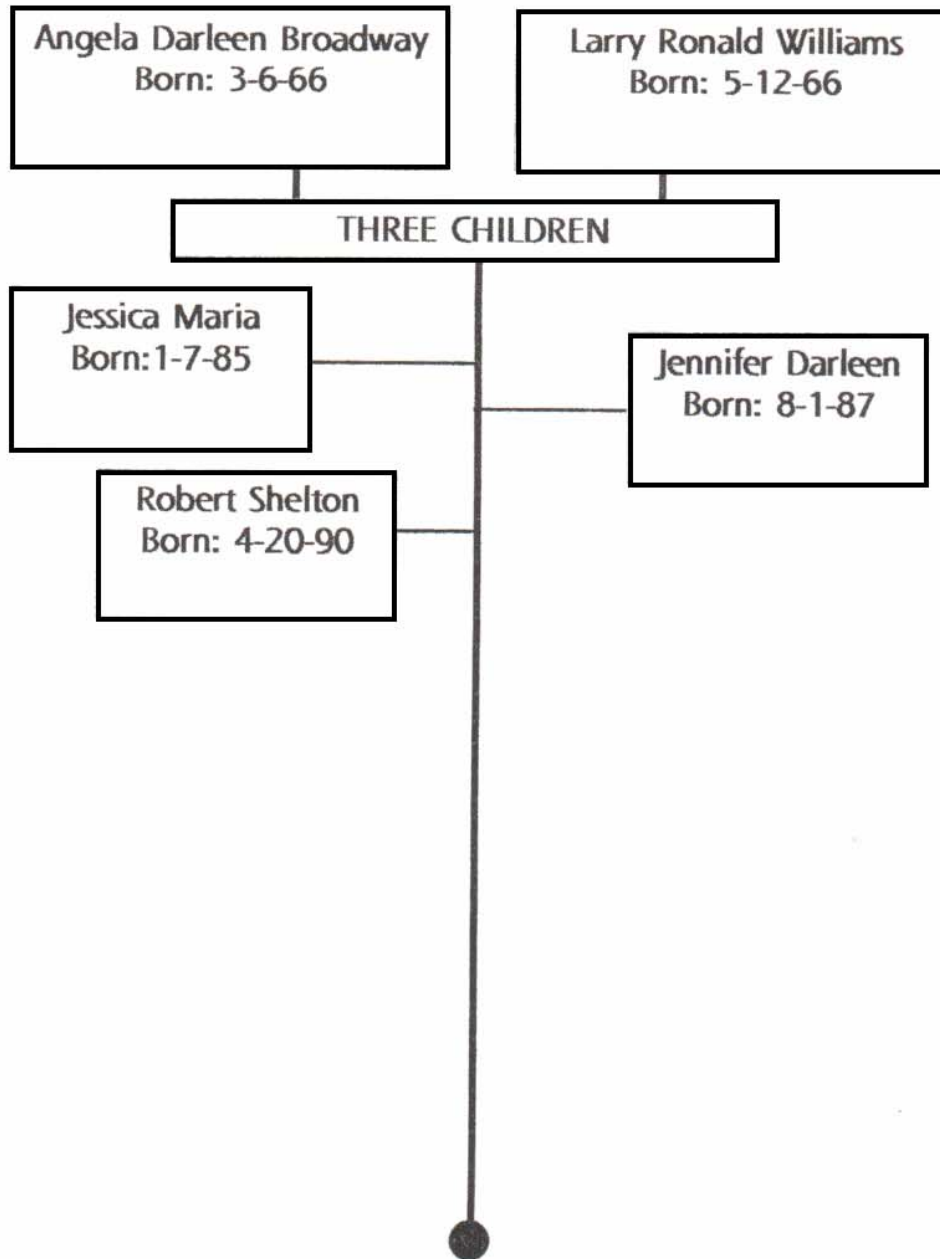 Angela Darleen Broadway
Born: 3-6-66
Larry Ronald Williams
Born: 5-12-66
THREE CHILDREN
Jessica Maria
Born:1-7-85
Jennifer Darleen
Born: 8-1-87
Robert Shelton
Born: 4-20-90